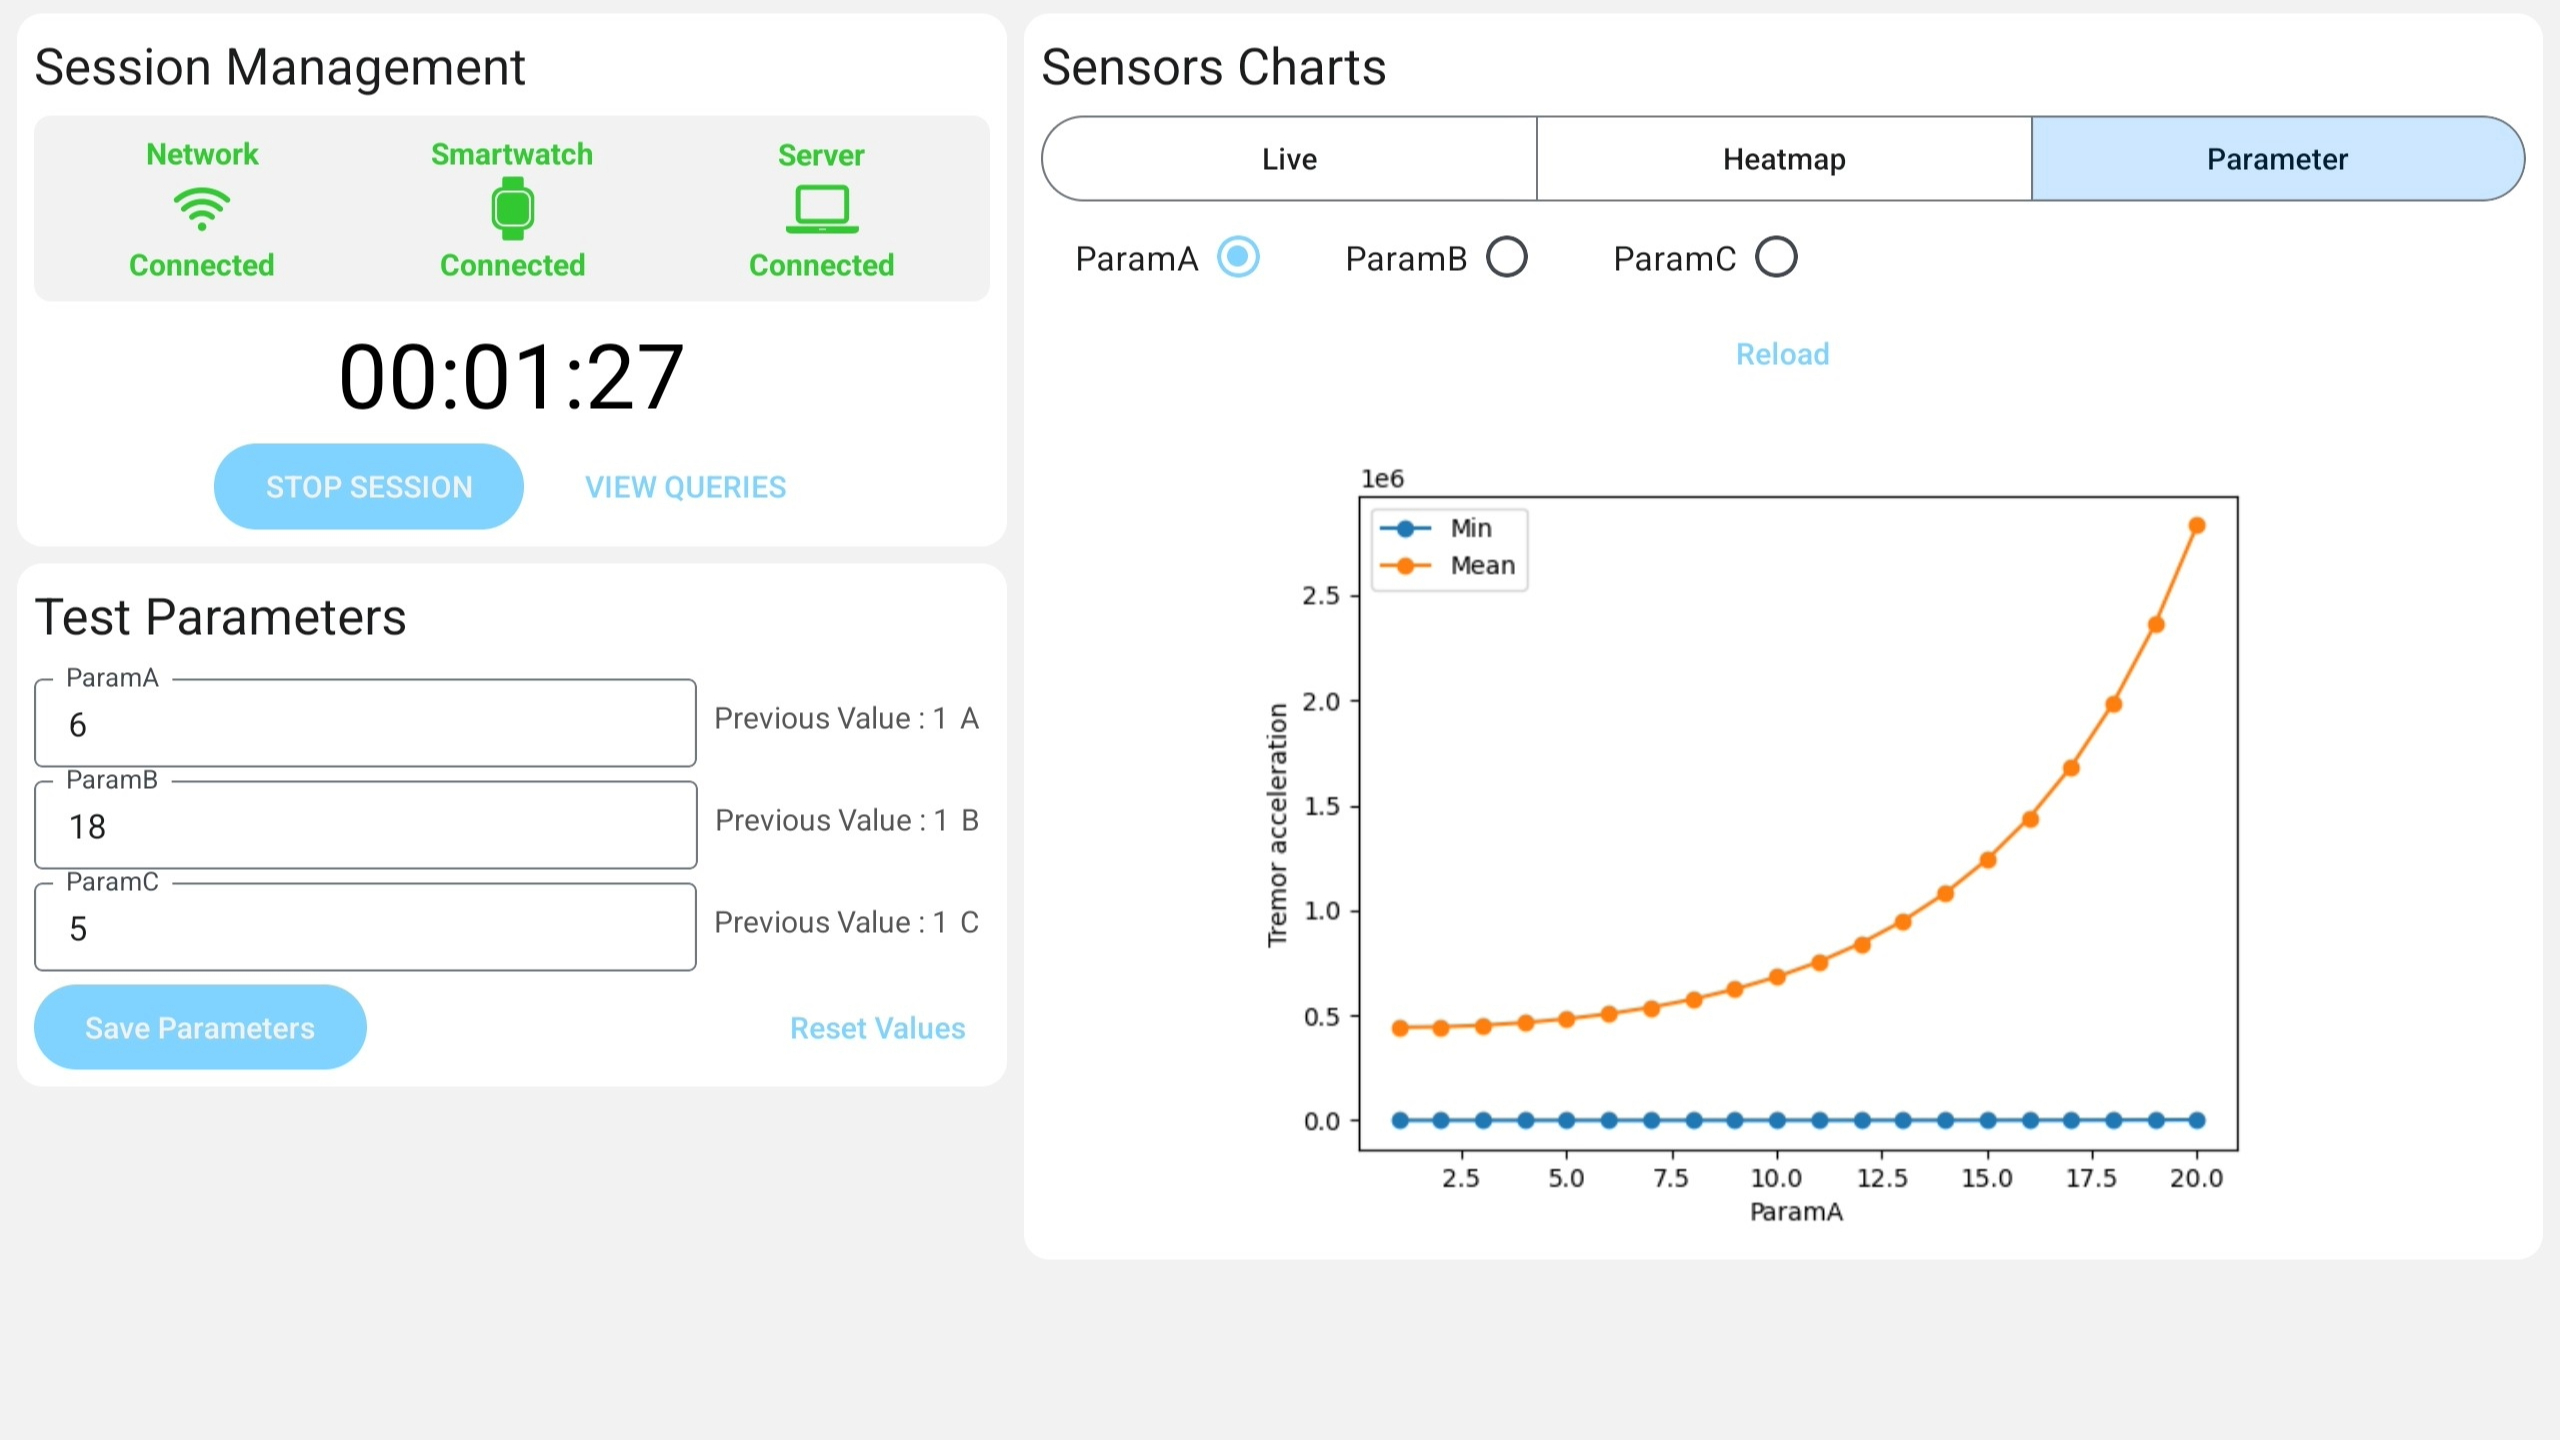 Session Management
Network Smartwatch Server
Connected Connected Connected
00:01:27
STOP SESSION VIEW QUERIES
Test Parameters
ParamA
6
Previous Value : 1 A
ParamB
18
Previous Value : 1 B
ParamC
5
Previous Value : 1 C
Save Parameters Reset Values
Sensors Charts
Live Heatmap Parameter
ParamA ParamB ParamC
Reload
1e6
Min
Mean
2.5
2.0
1.5
1.0
0.5
0.0
Tremor acceleration
2.5 5.0 7.5 10.0 12.5 15.0 17.5 20.0
ParamA